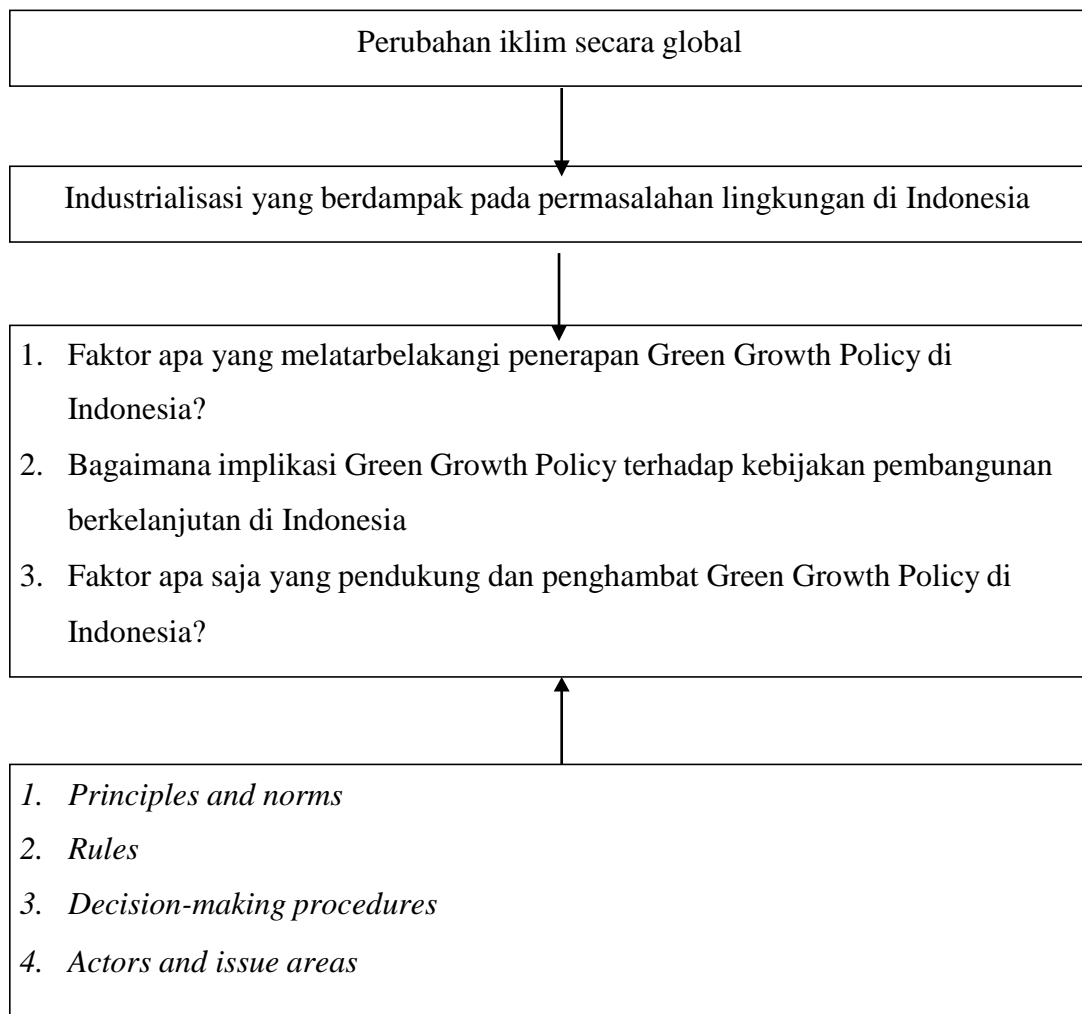 Perubahan iklim secara global
Industrialisasi yang berdampak pada permasalahan lingkungan di Indonesia
1. Faktor apa yang melatarbelakangi penerapan Green Growth Policy di
Indonesia?
2. Bagaimana implikasi Green Growth Policy terhadap kebijakan pembangunan
berkelanjutan di Indonesia
3. Faktor apa saja yang pendukung dan penghambat Green Growth Policy di
Indonesia?
1. Principles and norms
2. Rules
3. Decision-making procedures
4. Actors and issue areas